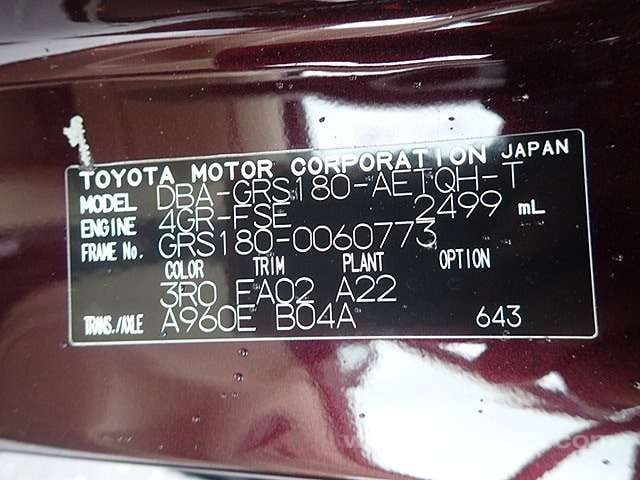 TOYOTA MOTOR CORPORATION JAPAN
MODEL DBA-GRS180-AETQH-T
ENGINE 4GR-FSE 2499 mL
FRAME No. GRS180-0060773
COLOR TRIM PLANT OPTION
3R0 FA02 A22
TRANS./AXLE A960E B04A 643